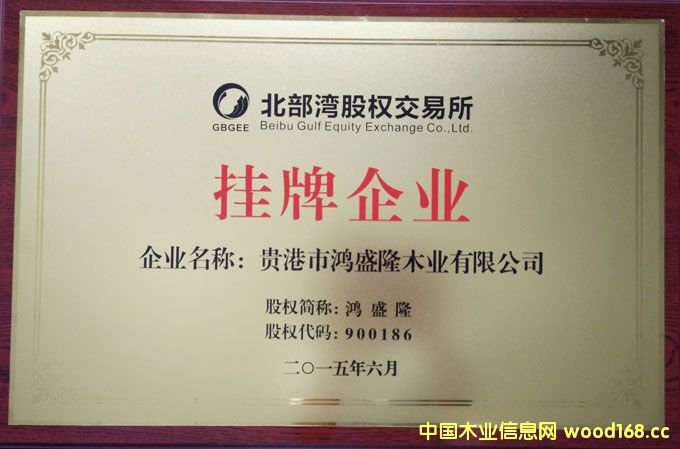 北部湾股权交易所
GBGEE
Beibu Gulf Equity Exchange Co.,Ltd.
挂牌企业
企业名称：贵港市鸿盛隆木业有限公司
股权简称：鸿盛隆
股权代码：900186
二〇一五年六月
中国木业信息网 wood168.cc